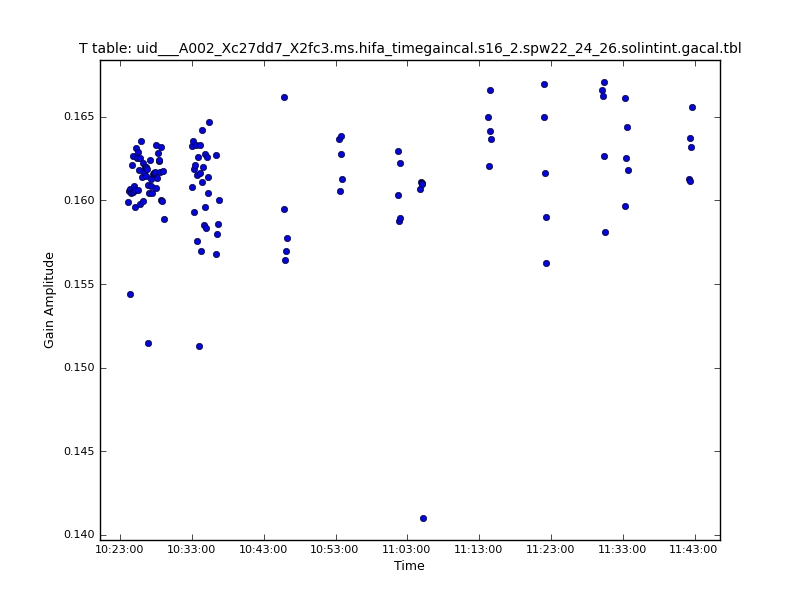 T table: uid___A002_Xc27dd7_X2fc3.ms.hifa_timegaincal.s16_2.spw22_24_26.solintint.gacal.tbl
0.165
0.160
0.155
0.150
0.145
0.140
Gain Amplitude
10:23:00 10:33:00 10:43:00 10:53:00 11:03:00 11:13:00 11:23:00 11:33:00 11:43:00
Time